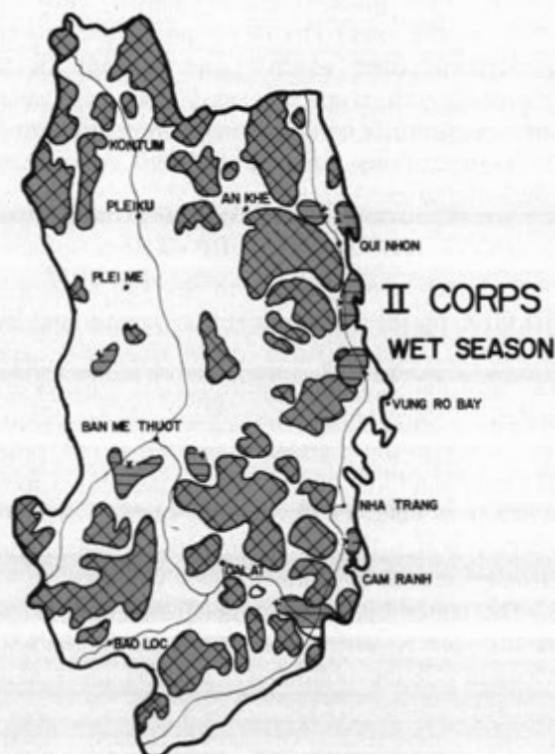 KONTUM
PLEIKU
AN KHE
QUI NHON
PLEI ME
II CORPS
WET SEASON
VUNG RO BAY
BAN ME THUOT
NHA TRANG
DALAT
CAM RANH
BAO LOC